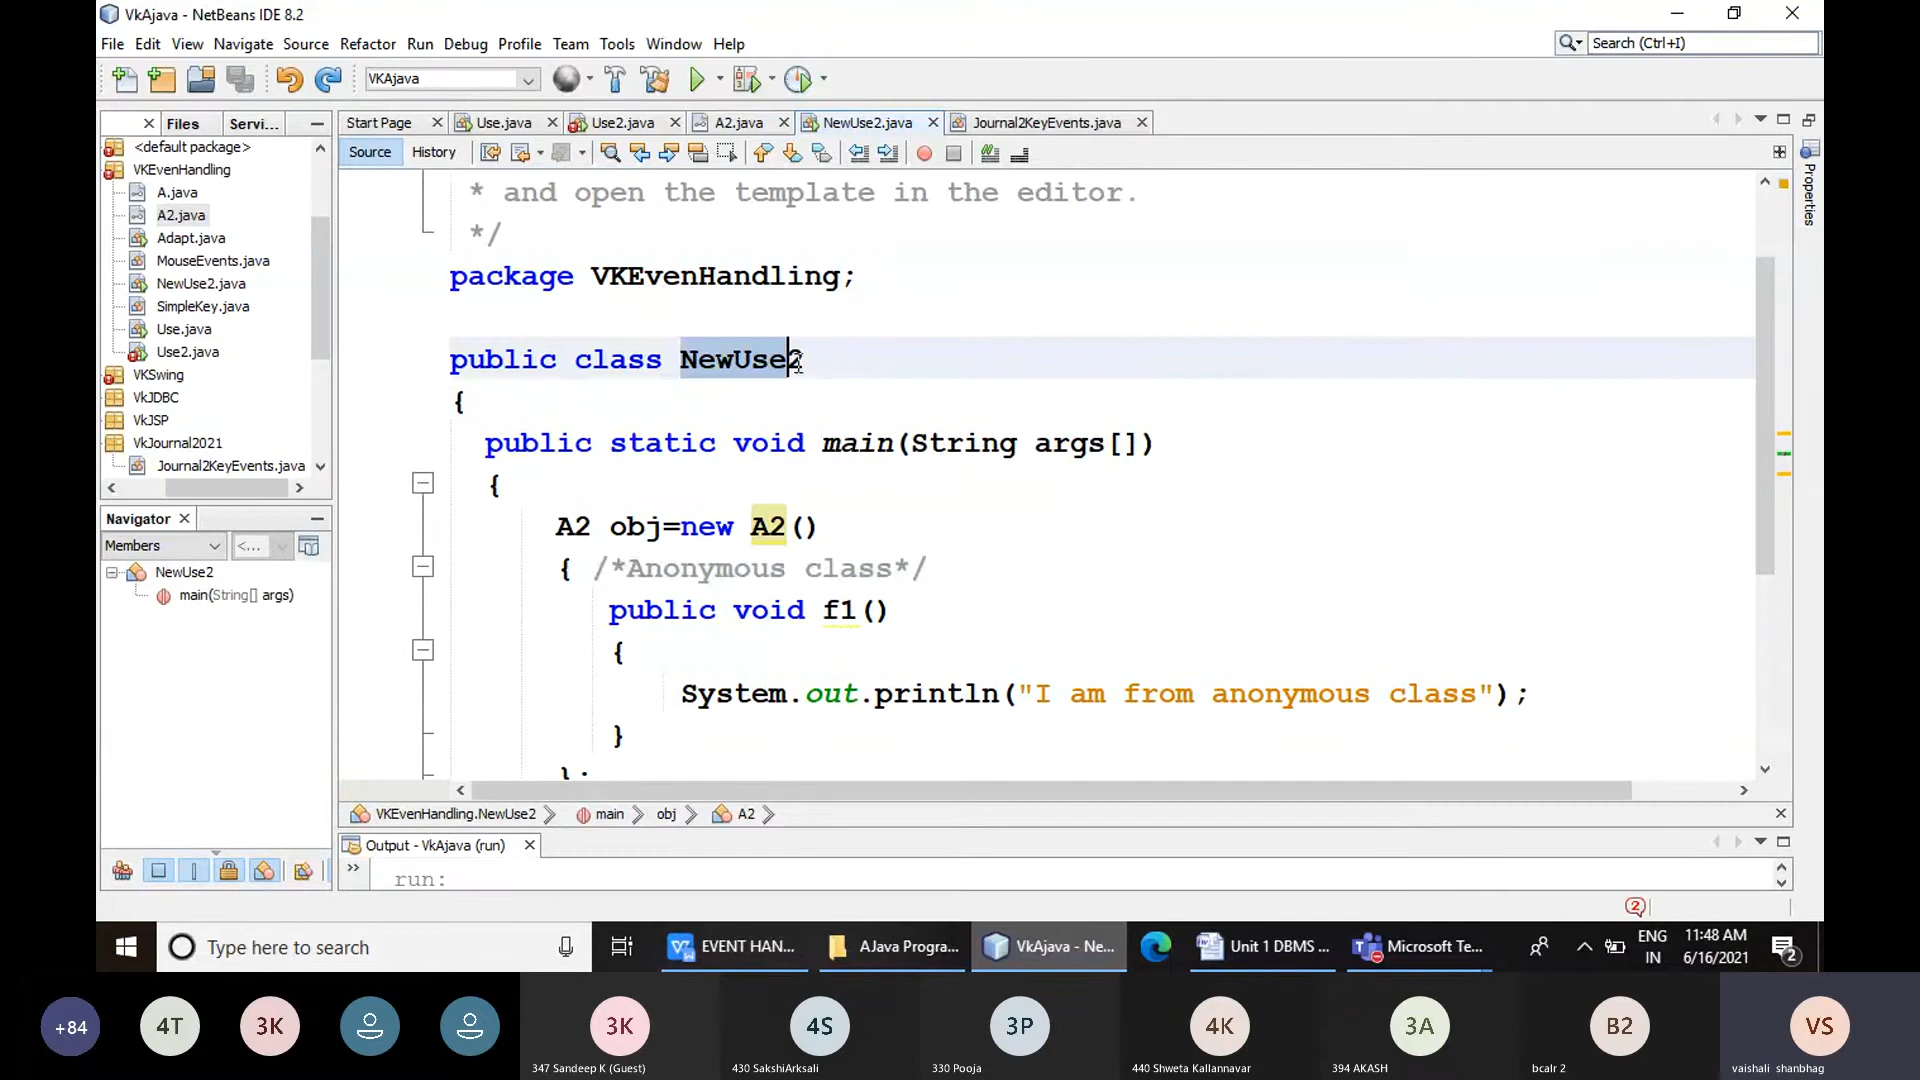 VkAjava - NetBeans IDE 8.2
File Edit View Navigate Source Refactor Run Debug Profile Team Tools Window Help
Search (Ctrl+I)
VKAjava
Files Servi...
Start Page Use.java Use2.java A2.java NewUse2.java Journal2KeyEvents.java
Source History
<default package>
VKEvenHandling
A.java
A2.java
Adapt.java
MouseEvents.java
NewUse2.java
SimpleKey.java
Use.java
Use2.java
VKSwing
VkJDBC
VkJSP
VkJournal2021
Journal2KeyEvents.java
Navigator
Members <...
NewUse2
main(String[] args)
Properties
* and open the template in the editor.
*/
package VKEvenHandling;
public class NewUse2
{
public static void main(String args[])
{
A2 obj=new A2()
{ /*Anonymous class*/
public void f1()
{
System.out.println("I am from anonymous class");
}
};
VKEvenHandling.NewUse2 main obj A2
Output - VkAjava (run)
run:
2
Type here to search
EVENT HAN...
AJava Progra...
VkAjava - Ne...
Unit 1 DBMS ...
Microsoft Te...
ENG
IN
11:48 AM
6/16/2021
2
+84 4T 3K 3K 4S 3P 4K 3A B2 VS
347 Sandeep K (Guest) 430 SakshiArksali 330 Pooja 440 Shweta Kallannavar 394 AKASH bcalr 2 vaishali shanbhag